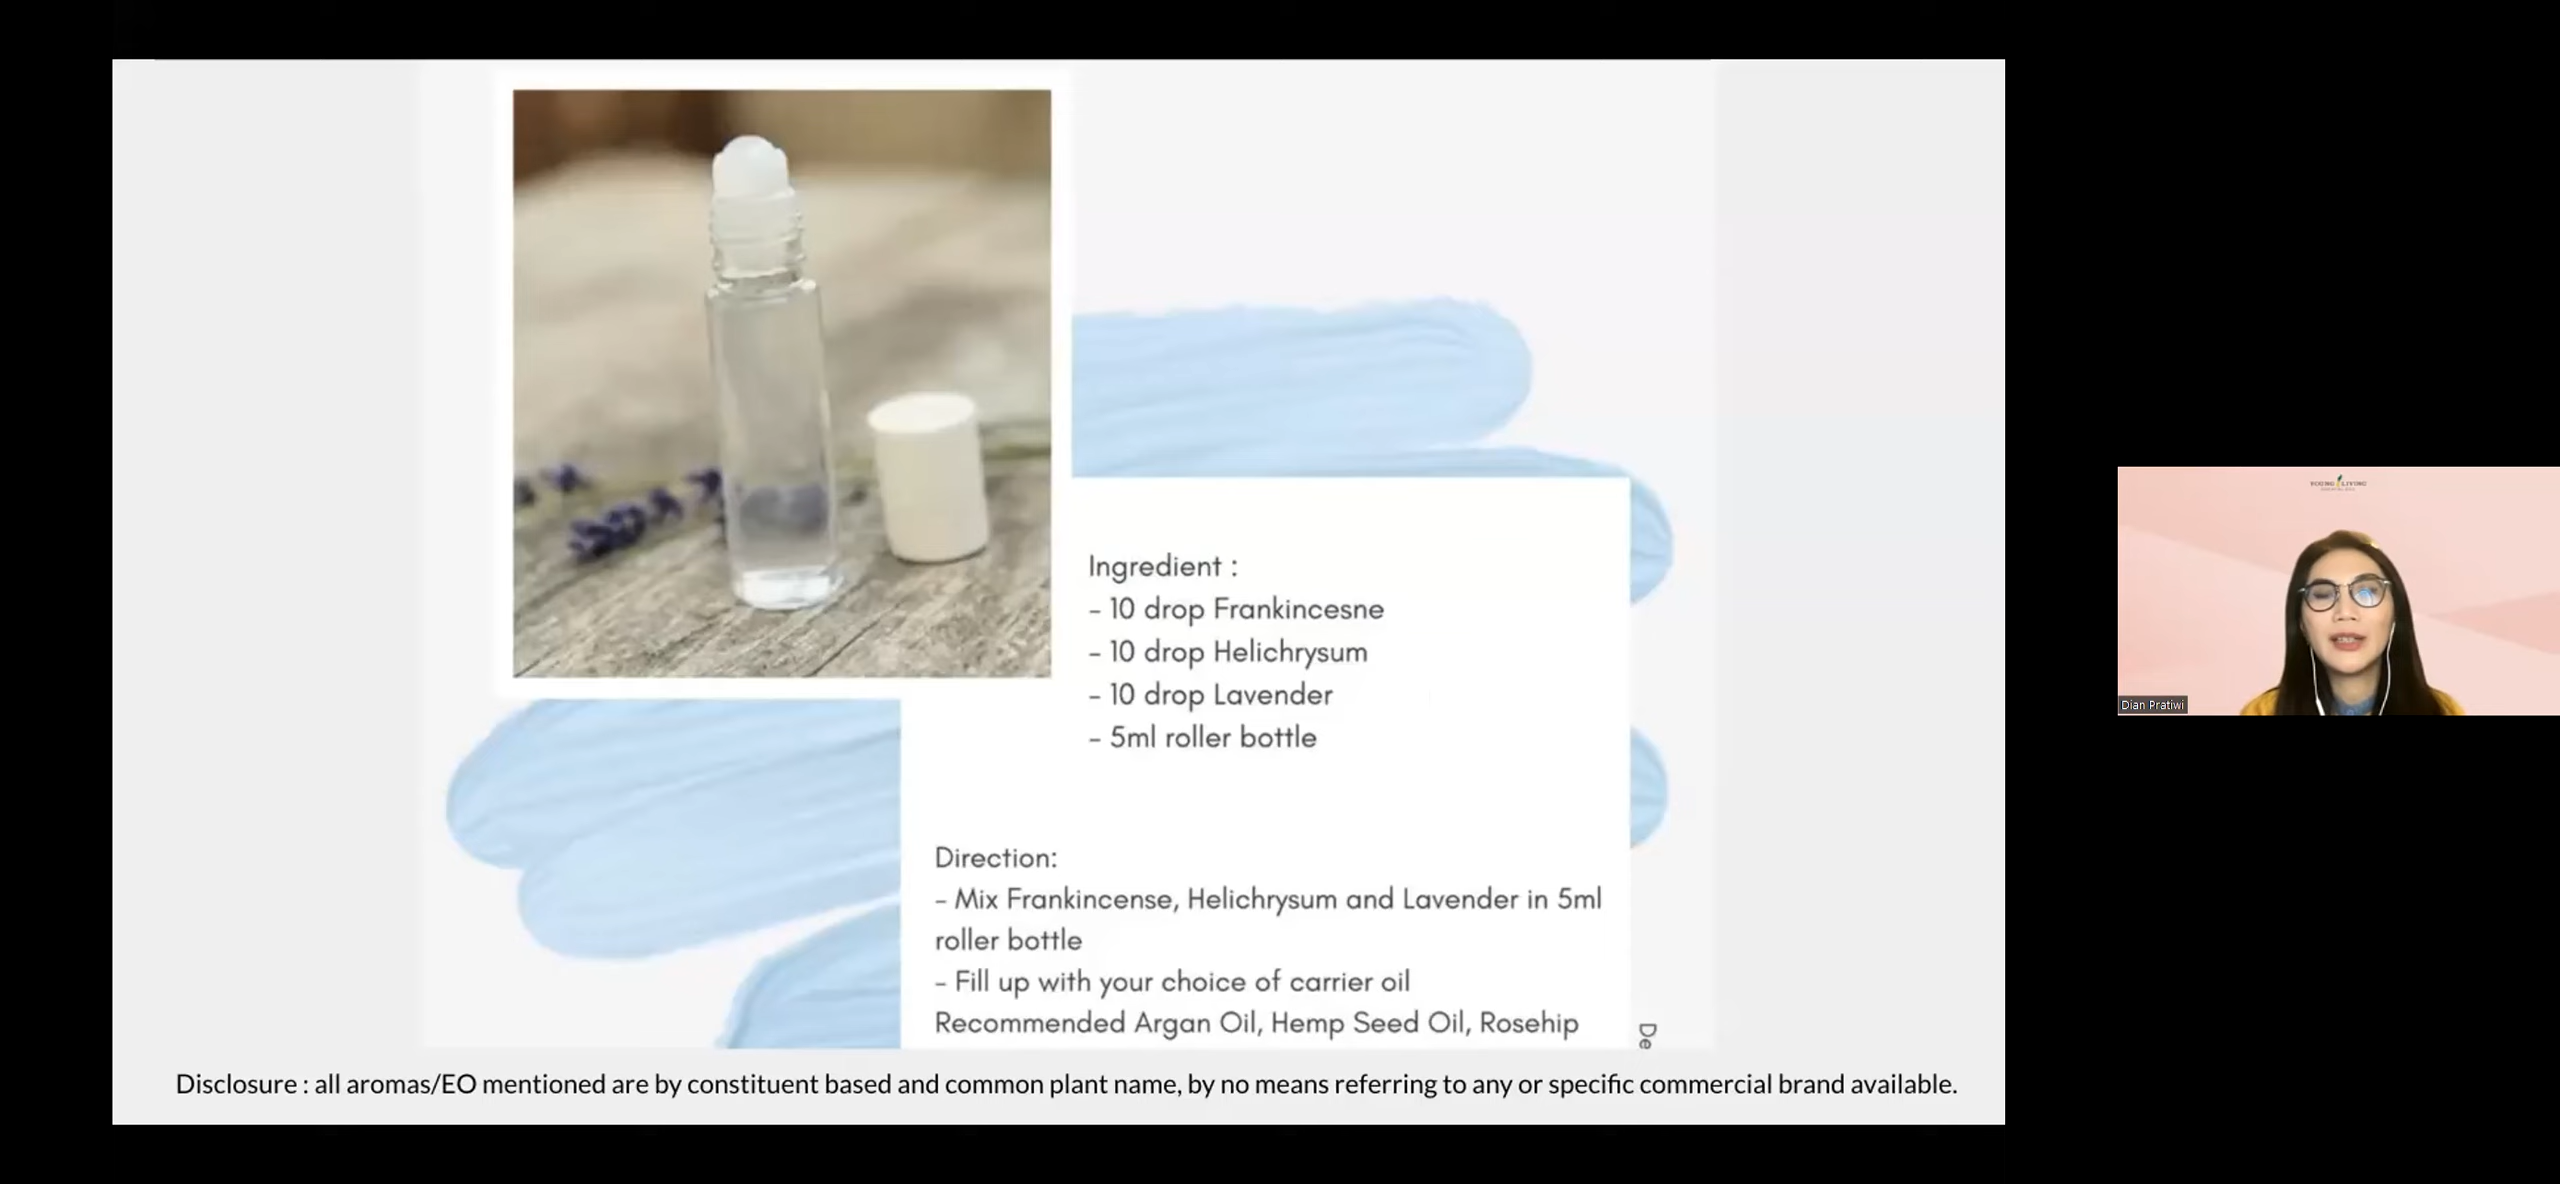 Ingredient :
- 10 drop Frankincesne
- 10 drop Helichrysum
- 10 drop Lavender
- 5ml roller bottle
Direction:
- Mix Frankincense, Helichrysum and Lavender in 5ml
roller bottle
- Fill up with your choice of carrier oil
Recommended Argan Oil, Hemp Seed Oil, Rosehip
De
Disclosure : all aromas/EO mentioned are by constituent based and common plant name, by no means referring to any or specific commercial brand available.
YOUNG LIVING
Dian Pratiwi